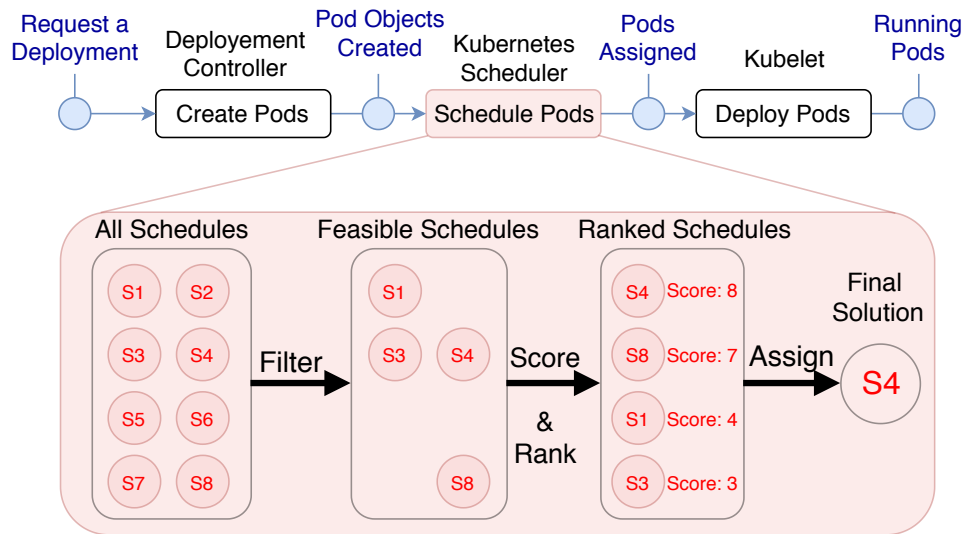 Request a
Deployment
Deployement
Controller
Create Pods
Pod Objects
Created
Kubernetes
Scheduler
Schedule Pods
Pods
Assigned
Kubelet
Deploy Pods
Running
Pods
All Schedules
S1 S2
S3 S4
S5 S6
S7 S8
Filter
Feasible Schedules
S1
S3 S4
S8
Score
&
Rank
Ranked Schedules
S4 Score: 8
S8 Score: 7
S1 Score: 4
S3 Score: 3
Assign
Final
Solution
S4